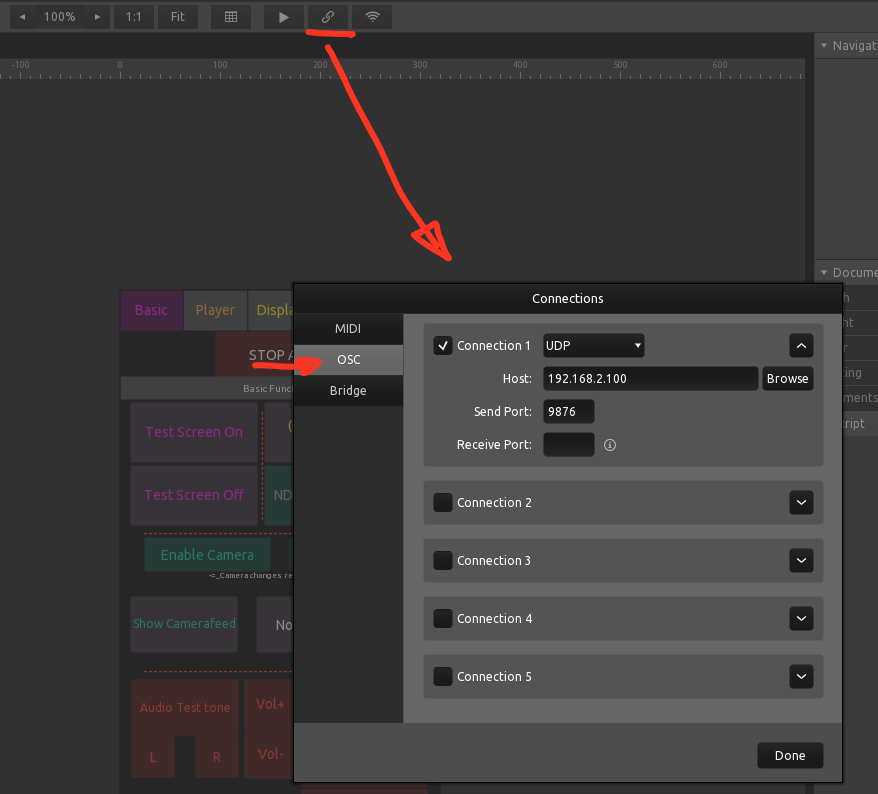 100%
1:1
Fit
Navigat
-100 0 100 200 300 400 500 600
Docume
h
ht
r
ing
ments
ript
Basic
Player
Displa
STOP A
Basic Funct
Test Screen On
(
Test Screen Off
ND
Enable Camera
-=_Camera changes re
Show Camerafeed
No
Audio Test tone
Vol+
L
R
Vol-
Connections
MIDI
OSC
Bridge
Connection 1
UDP
Host:
192.168.2.100
Browse
Send Port:
9876
Receive Port:
Connection 2
Connection 3
Connection 4
Connection 5
Done